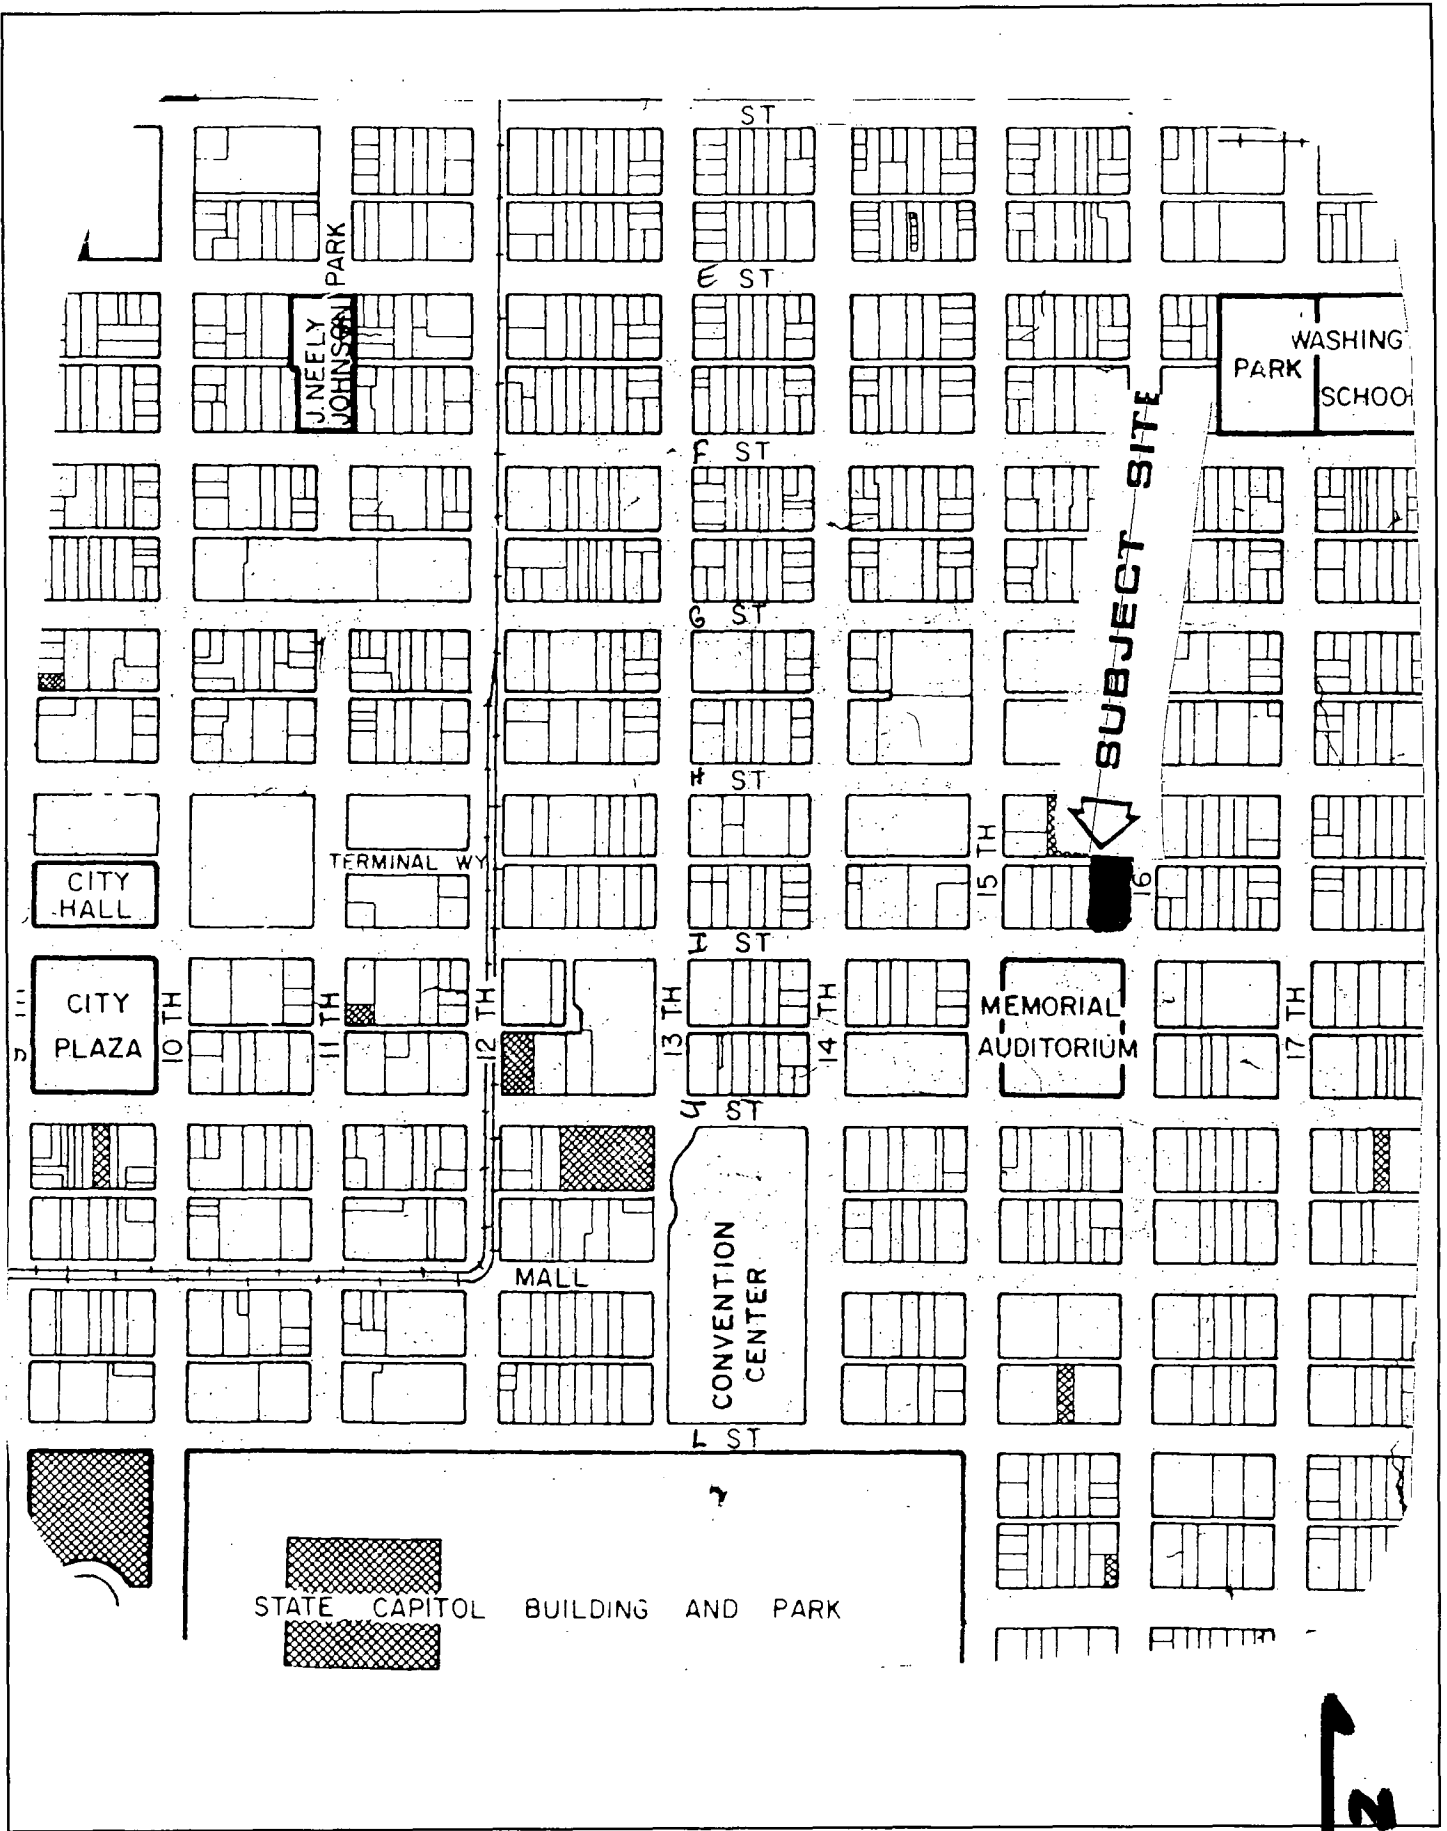 ST
J. NEELY
JOHNSON PARK
E ST
WASHING
PARK
SCHOO
F ST
SUBJECT SITE
G ST
H ST
TERMINAL WY
15 TH
16
CITY
HALL
I ST
CITY
PLAZA
10 TH
11 TH
12 TH
13 TH
14 TH
MEMORIAL
AUDITORIUM
17 TH
J ST
MALL
CONVENTION
CENTER
L ST
STATE CAPITOL BUILDING AND PARK
N